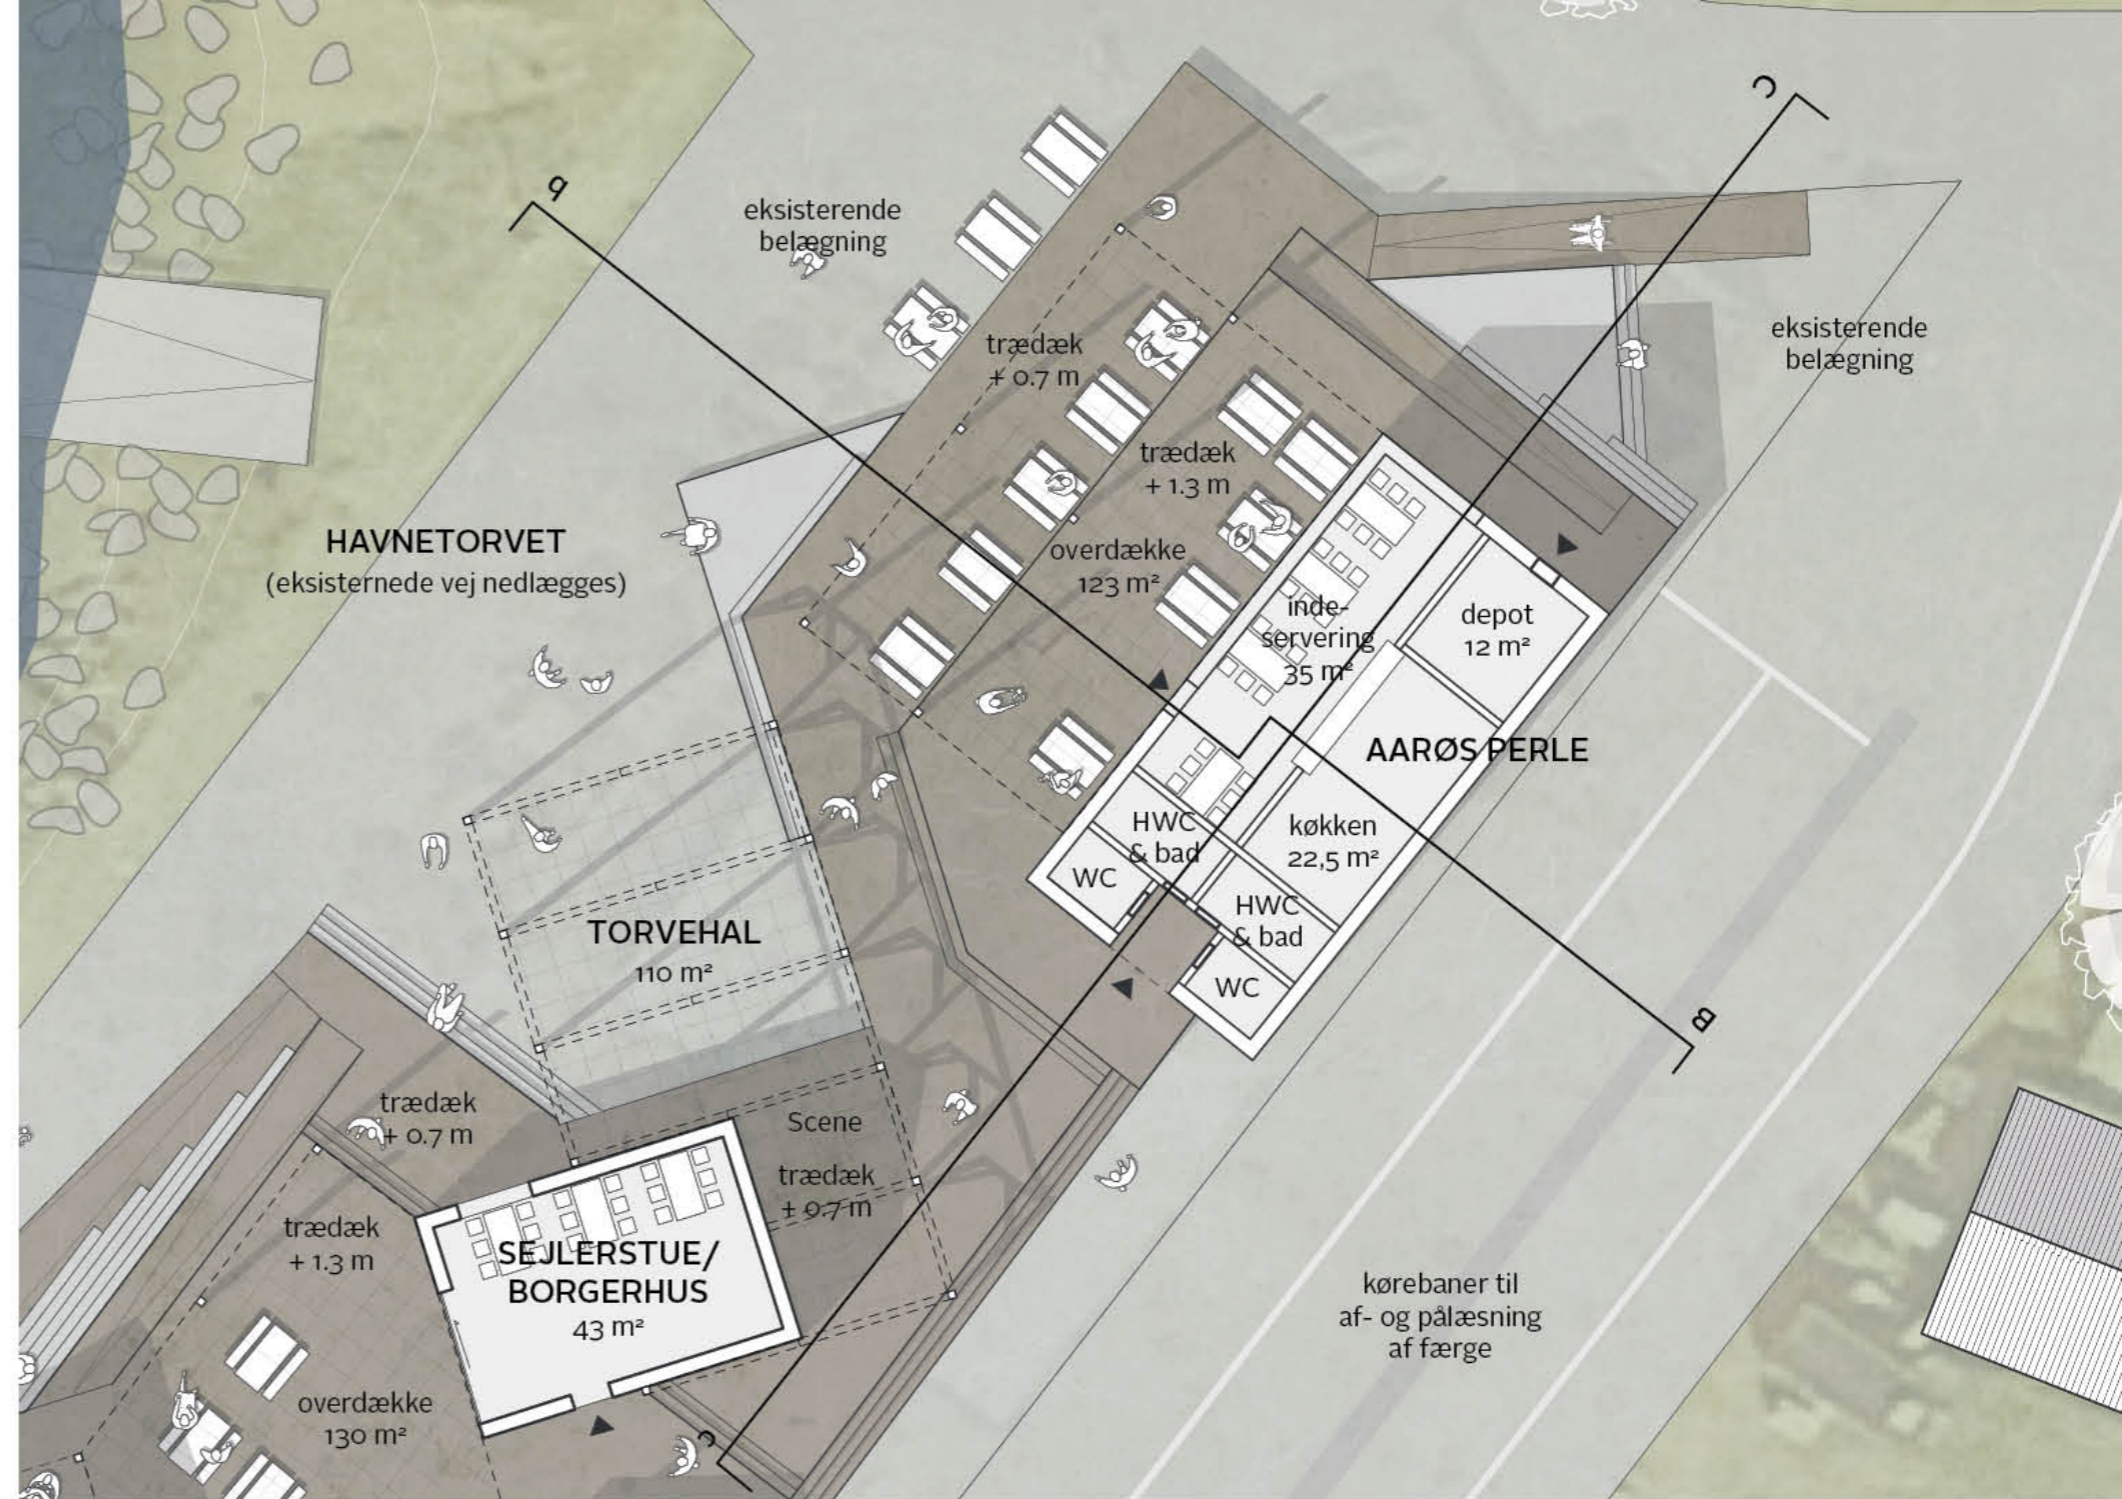 C
b
eksisterende
belægning
eksisterende
belægning
trædæk
+ 0.7 m
trædæk
+ 1.3 m
HAVNETORVET
(eksisternede vej nedlægges)
overdække
123 m²
inde-
servering
35 m²
depot
12 m²
AARØS PERLE
HWC
& bad
køkken
22,5 m²
WC
HWC
& bad
WC
TORVEHAL
110 m²
B
trædæk
+ 0.7 m
Scene
trædæk
+ 0.7 m
trædæk
+ 1.3 m
SEJLERSTUE/
BORGERHUS
43 m²
kørebaner til
af- og pålæsning
af færge
overdække
130 m²
c